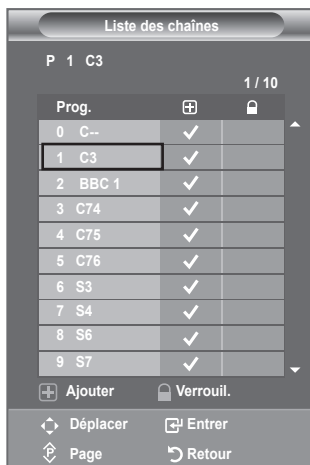 Liste des chaînes
P 1 C3
1 / 10
Prog.
0 C--
1 C3
2 BBC 1
3 C74
4 C75
5 C76
6 S3
7 S4
8 S6
9 S7
Ajouter Verrouil.
Déplacer Entrer
Page Retour